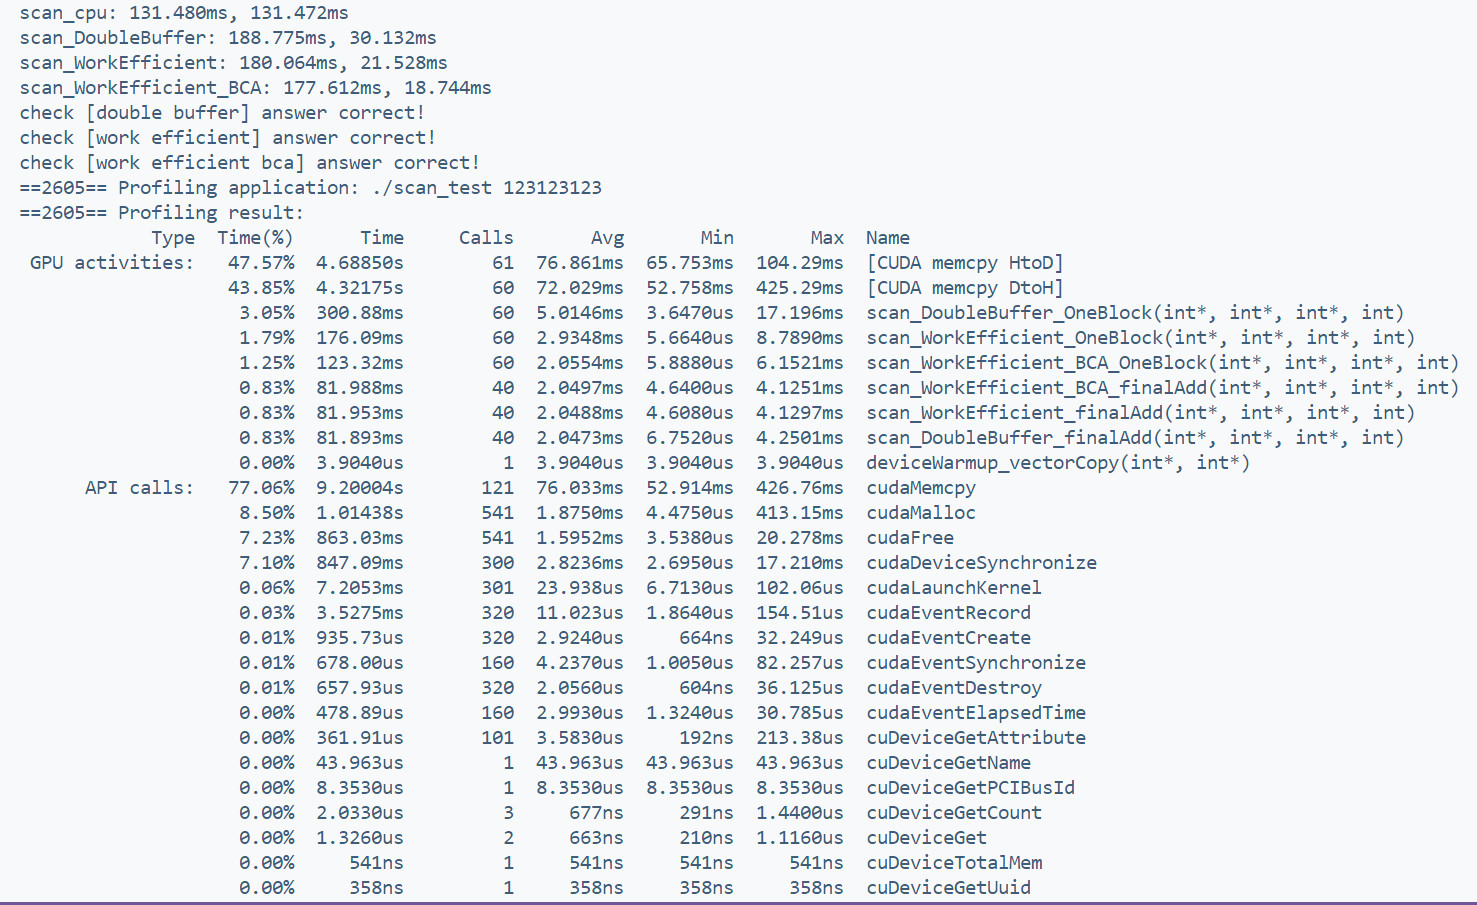 scan_cpu: 131.480ms, 131.472ms
scan_DoubleBuffer: 188.775ms, 30.132ms
scan_WorkEfficient: 180.064ms, 21.528ms
scan_WorkEfficient_BCA: 177.612ms, 18.744ms
check [double buffer] answer correct!
check [work efficient] answer correct!
check [work efficient bca] answer correct!
==2605== Profiling application: ./scan_test 123123123
==2605== Profiling result:
            Type  Time(%)      Time     Calls       Avg       Min       Max  Name
 GPU activities:   47.57%  4.68850s        61  76.861ms  65.753ms  104.29ms  [CUDA memcpy HtoD]
                   43.85%  4.32175s        60  72.029ms  52.758ms  425.29ms  [CUDA memcpy DtoH]
                    3.05%  300.88ms        60  5.0146ms  3.6470us  17.196ms  scan_DoubleBuffer_OneBlock(int*, int*, int*, int)
                    1.79%  176.09ms        60  2.9348ms  5.6640us  8.7890ms  scan_WorkEfficient_OneBlock(int*, int*, int*, int)
                    1.25%  123.32ms        60  2.0554ms  5.8880us  6.1521ms  scan_WorkEfficient_BCA_OneBlock(int*, int*, int*, int)
                    0.83%  81.988ms        40  2.0497ms  4.6400us  4.1251ms  scan_WorkEfficient_BCA_finalAdd(int*, int*, int*, int)
                    0.83%  81.953ms        40  2.0488ms  4.6080us  4.1297ms  scan_WorkEfficient_finalAdd(int*, int*, int*, int)
                    0.83%  81.893ms        40  2.0473ms  6.7520us  4.2501ms  scan_DoubleBuffer_finalAdd(int*, int*, int*, int)
                    0.00%  3.9040us         1  3.9040us  3.9040us  3.9040us  deviceWarmup_vectorCopy(int*, int*)
      API calls:   77.06%  9.20004s       121  76.033ms  52.914ms  426.76ms  cudaMemcpy
                    8.50%  1.01438s       541  1.8750ms  4.4750us  413.15ms  cudaMalloc
                    7.23%  863.03ms       541  1.5952ms  3.5380us  20.278ms  cudaFree
                    7.10%  847.09ms       300  2.8236ms  2.6950us  17.210ms  cudaDeviceSynchronize
                    0.06%  7.2053ms       301  23.938us  6.7130us  102.06us  cudaLaunchKernel
                    0.03%  3.5275ms       320  11.023us  1.8640us  154.51us  cudaEventRecord
                    0.01%  935.73us       320  2.9240us     664ns  32.249us  cudaEventCreate
                    0.01%  678.00us       160  4.2370us  1.0050us  82.257us  cudaEventSynchronize
                    0.01%  657.93us       320  2.0560us     604ns  36.125us  cudaEventDestroy
                    0.00%  478.89us       160  2.9930us  1.3240us  30.785us  cudaEventElapsedTime
                    0.00%  361.91us       101  3.5830us     192ns  213.38us  cuDeviceGetAttribute
                    0.00%  43.963us         1  43.963us  43.963us  43.963us  cuDeviceGetName
                    0.00%  8.3530us         1  8.3530us  8.3530us  8.3530us  cuDeviceGetPCIBusId
                    0.00%  2.0330us         3     677ns     291ns  1.4400us  cuDeviceGetCount
                    0.00%  1.3260us         2     663ns     210ns  1.1160us  cuDeviceGet
                    0.00%     541ns         1     541ns     541ns     541ns  cuDeviceTotalMem
                    0.00%     358ns         1     358ns     358ns     358ns  cuDeviceGetUuid